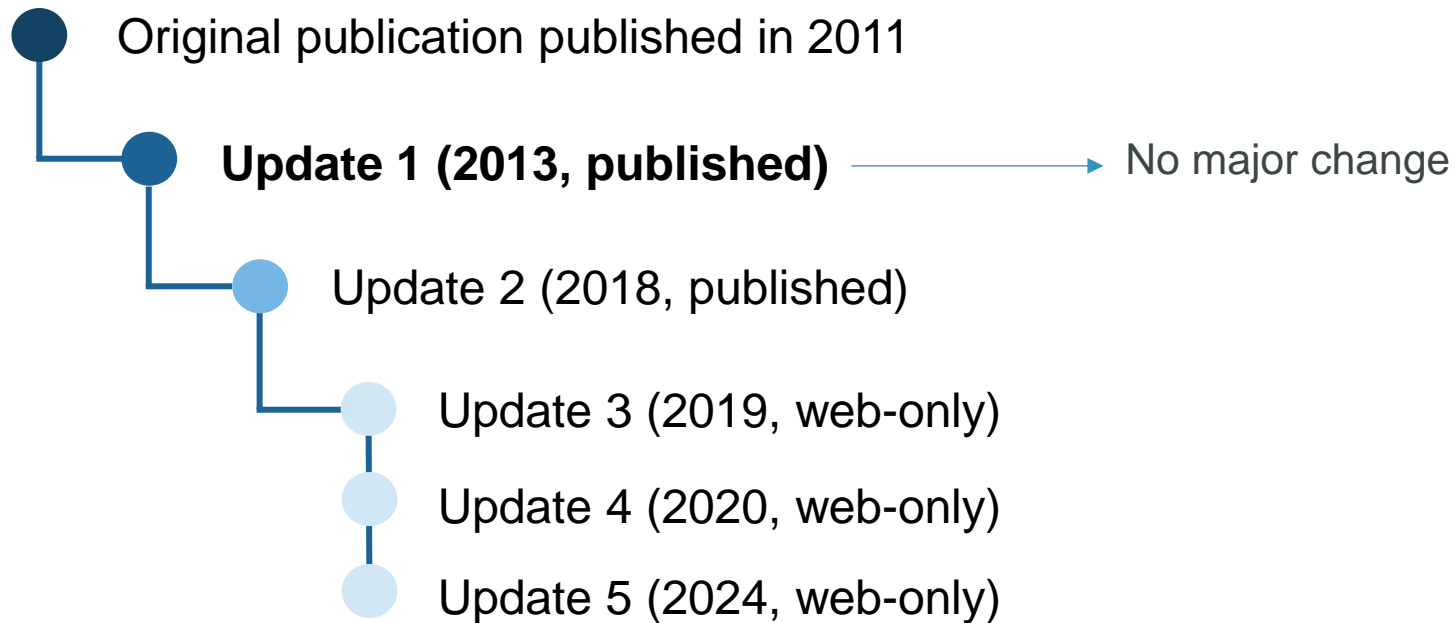 Original publication published in 2011
Update 1 (2013, published)
No major change
Update 2 (2018, published)
Update 3 (2019, web-only)
Update 4 (2020, web-only)
Update 5 (2024, web-only)